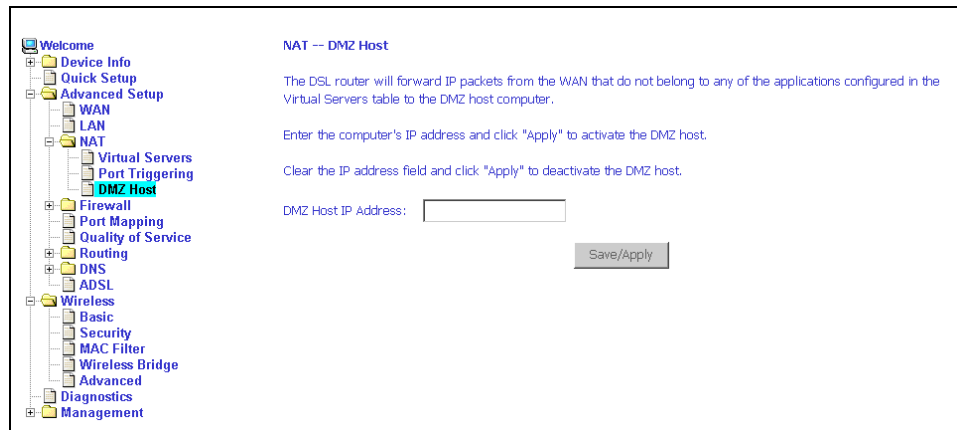 Welcome
Device Info
Quick Setup
Advanced Setup
WAN
LAN
NAT
Virtual Servers
Port Triggering
DMZ Host
Firewall
Port Mapping
Quality of Service
Routing
DNS
ADSL
Wireless
Basic
Security
MAC Filter
Wireless Bridge
Advanced
Diagnostics
Management
NAT -- DMZ Host
The DSL router will forward IP packets from the WAN that do not belong to any of the applications configured in the
Virtual Servers table to the DMZ host computer.
Enter the computer's IP address and click "Apply" to activate the DMZ host.
Clear the IP address field and click "Apply" to deactivate the DMZ host.
DMZ Host IP Address:
Save/Apply